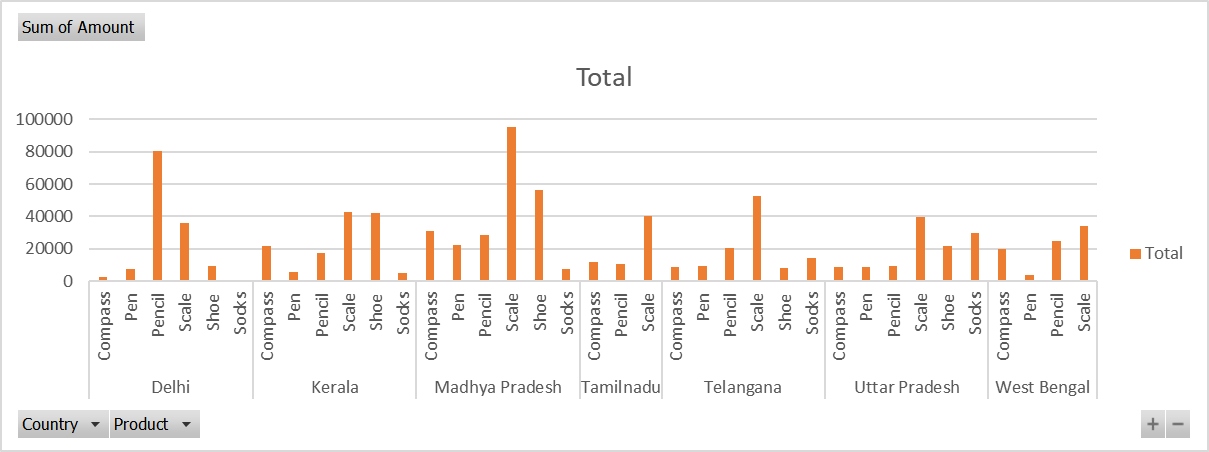 Sum of Amount
Total
100000
80000
60000
40000
20000
0
Total
Compass Pen Pencil Scale Shoe Socks Compass Pen Pencil Scale Shoe Socks Compass Pen Pencil Scale Shoe Socks Compass Pencil Scale Compass Pen Pencil Scale Shoe Socks Compass Pen Pencil Scale Shoe Socks Compass Pen Pencil Scale
Delhi Kerala Madhya Pradesh Tamilnadu Telangana Uttar Pradesh West Bengal
Country Product